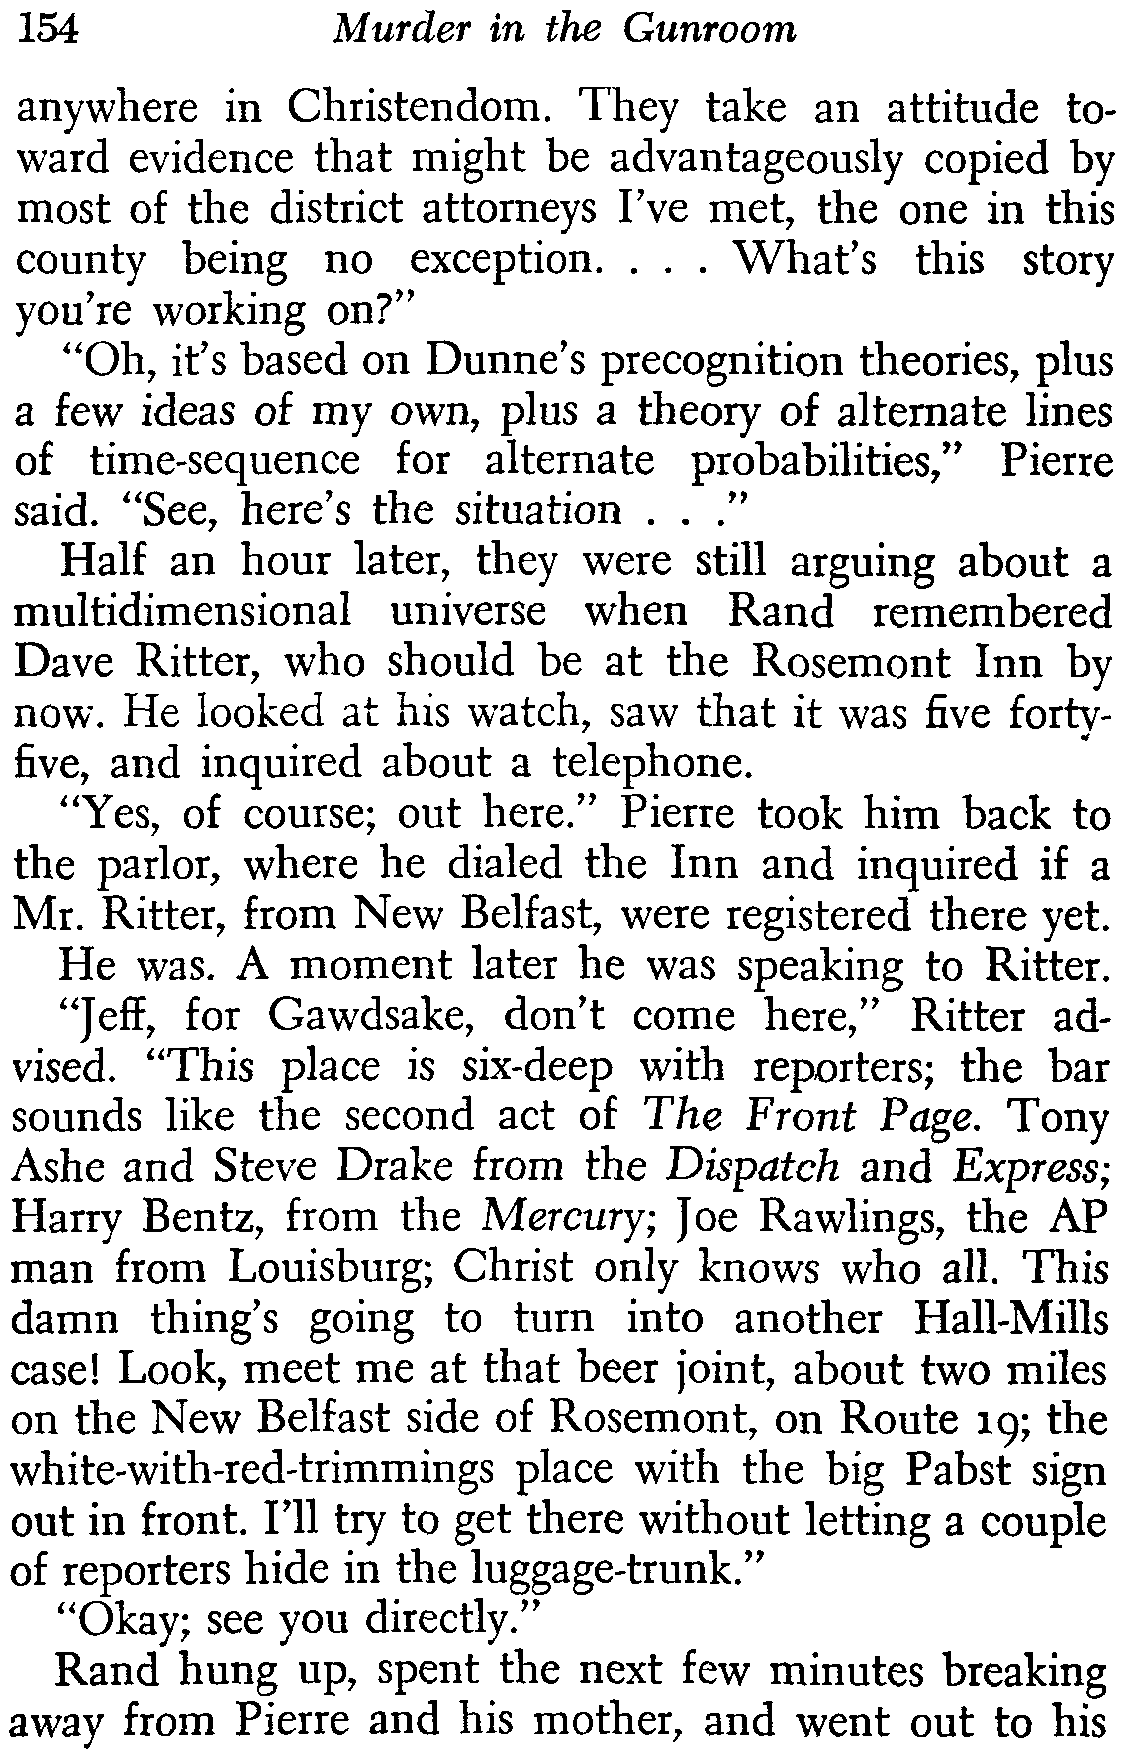 154 Murder in the Gunroom
anywhere in Christendom. They take an attitude to-
ward evidence that might be advantageously copied by
most of the district attorneys I've met, the one in this
county being no exception. . . . What's this story
you're working on?"
"Oh, it's based on Dunne's precognition theories, plus
a few ideas of my own, plus a theory of alternate lines
of time-sequence for alternate probabilities," Pierre
said. "See, here's the situation . . ."
Half an hour later, they were still arguing about a
multidimensional universe when Rand remembered
Dave Ritter, who should be at the Rosemont Inn by
now. He looked at his watch, saw that it was five forty-
five, and inquired about a telephone.
"Yes, of course; out here." Pierre took him back to
the parlor, where he dialed the Inn and inquired if a
Mr. Ritter, from New Belfast, were registered there yet.
He was. A moment later he was speaking to Ritter.
"Jeff, for Gawdsake, don't come here," Ritter ad-
vised. "This place is six-deep with reporters; the bar
sounds like the second act of The Front Page. Tony
Ashe and Steve Drake from the Dispatch and Express;
Harry Bentz, from the Mercury; Joe Rawlings, the AP
man from Louisburg; Christ only knows who all. This
damn thing's going to turn into another Hall-Mills
case! Look, meet me at that beer joint, about two miles
on the New Belfast side of Rosemont, on Route 19; the
white-with-red-trimmings place with the big Pabst sign
out in front. I'll try to get there without letting a couple
of reporters hide in the luggage-trunk."
"Okay; see you directly."
Rand hung up, spent the next few minutes breaking
away from Pierre and his mother, and went out to his